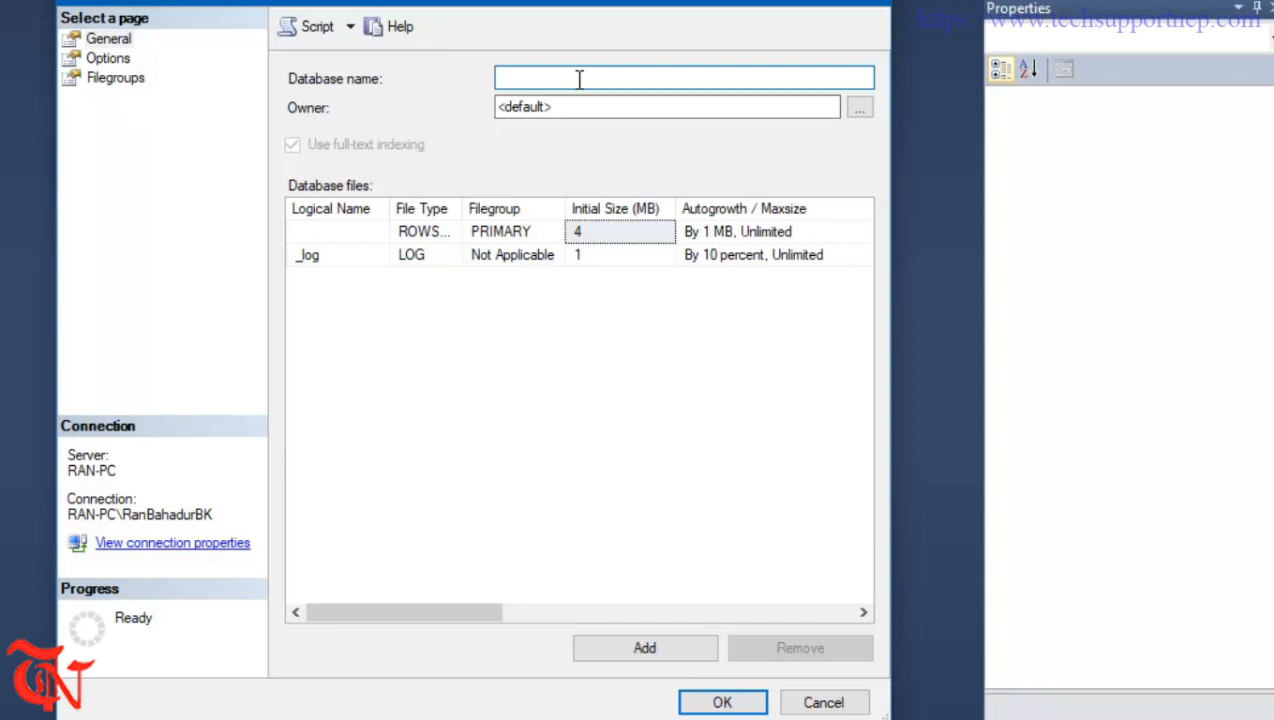 Select a page
General
Options
Filegroups
Script Help
Database name:
Owner: <default> ...
Use full-text indexing
Database files:
Logical Name File Type Filegroup Initial Size (MB) Autogrowth / Maxsize
ROWS... PRIMARY 4 By 1 MB, Unlimited
_log LOG Not Applicable 1 By 10 percent, Unlimited
Connection
Server:
RAN-PC
Connection:
RAN-PC\RanBahadurBK
View connection properties
Progress
Ready
Add Remove
OK Cancel
Properties
https://www.techsupportnep.com